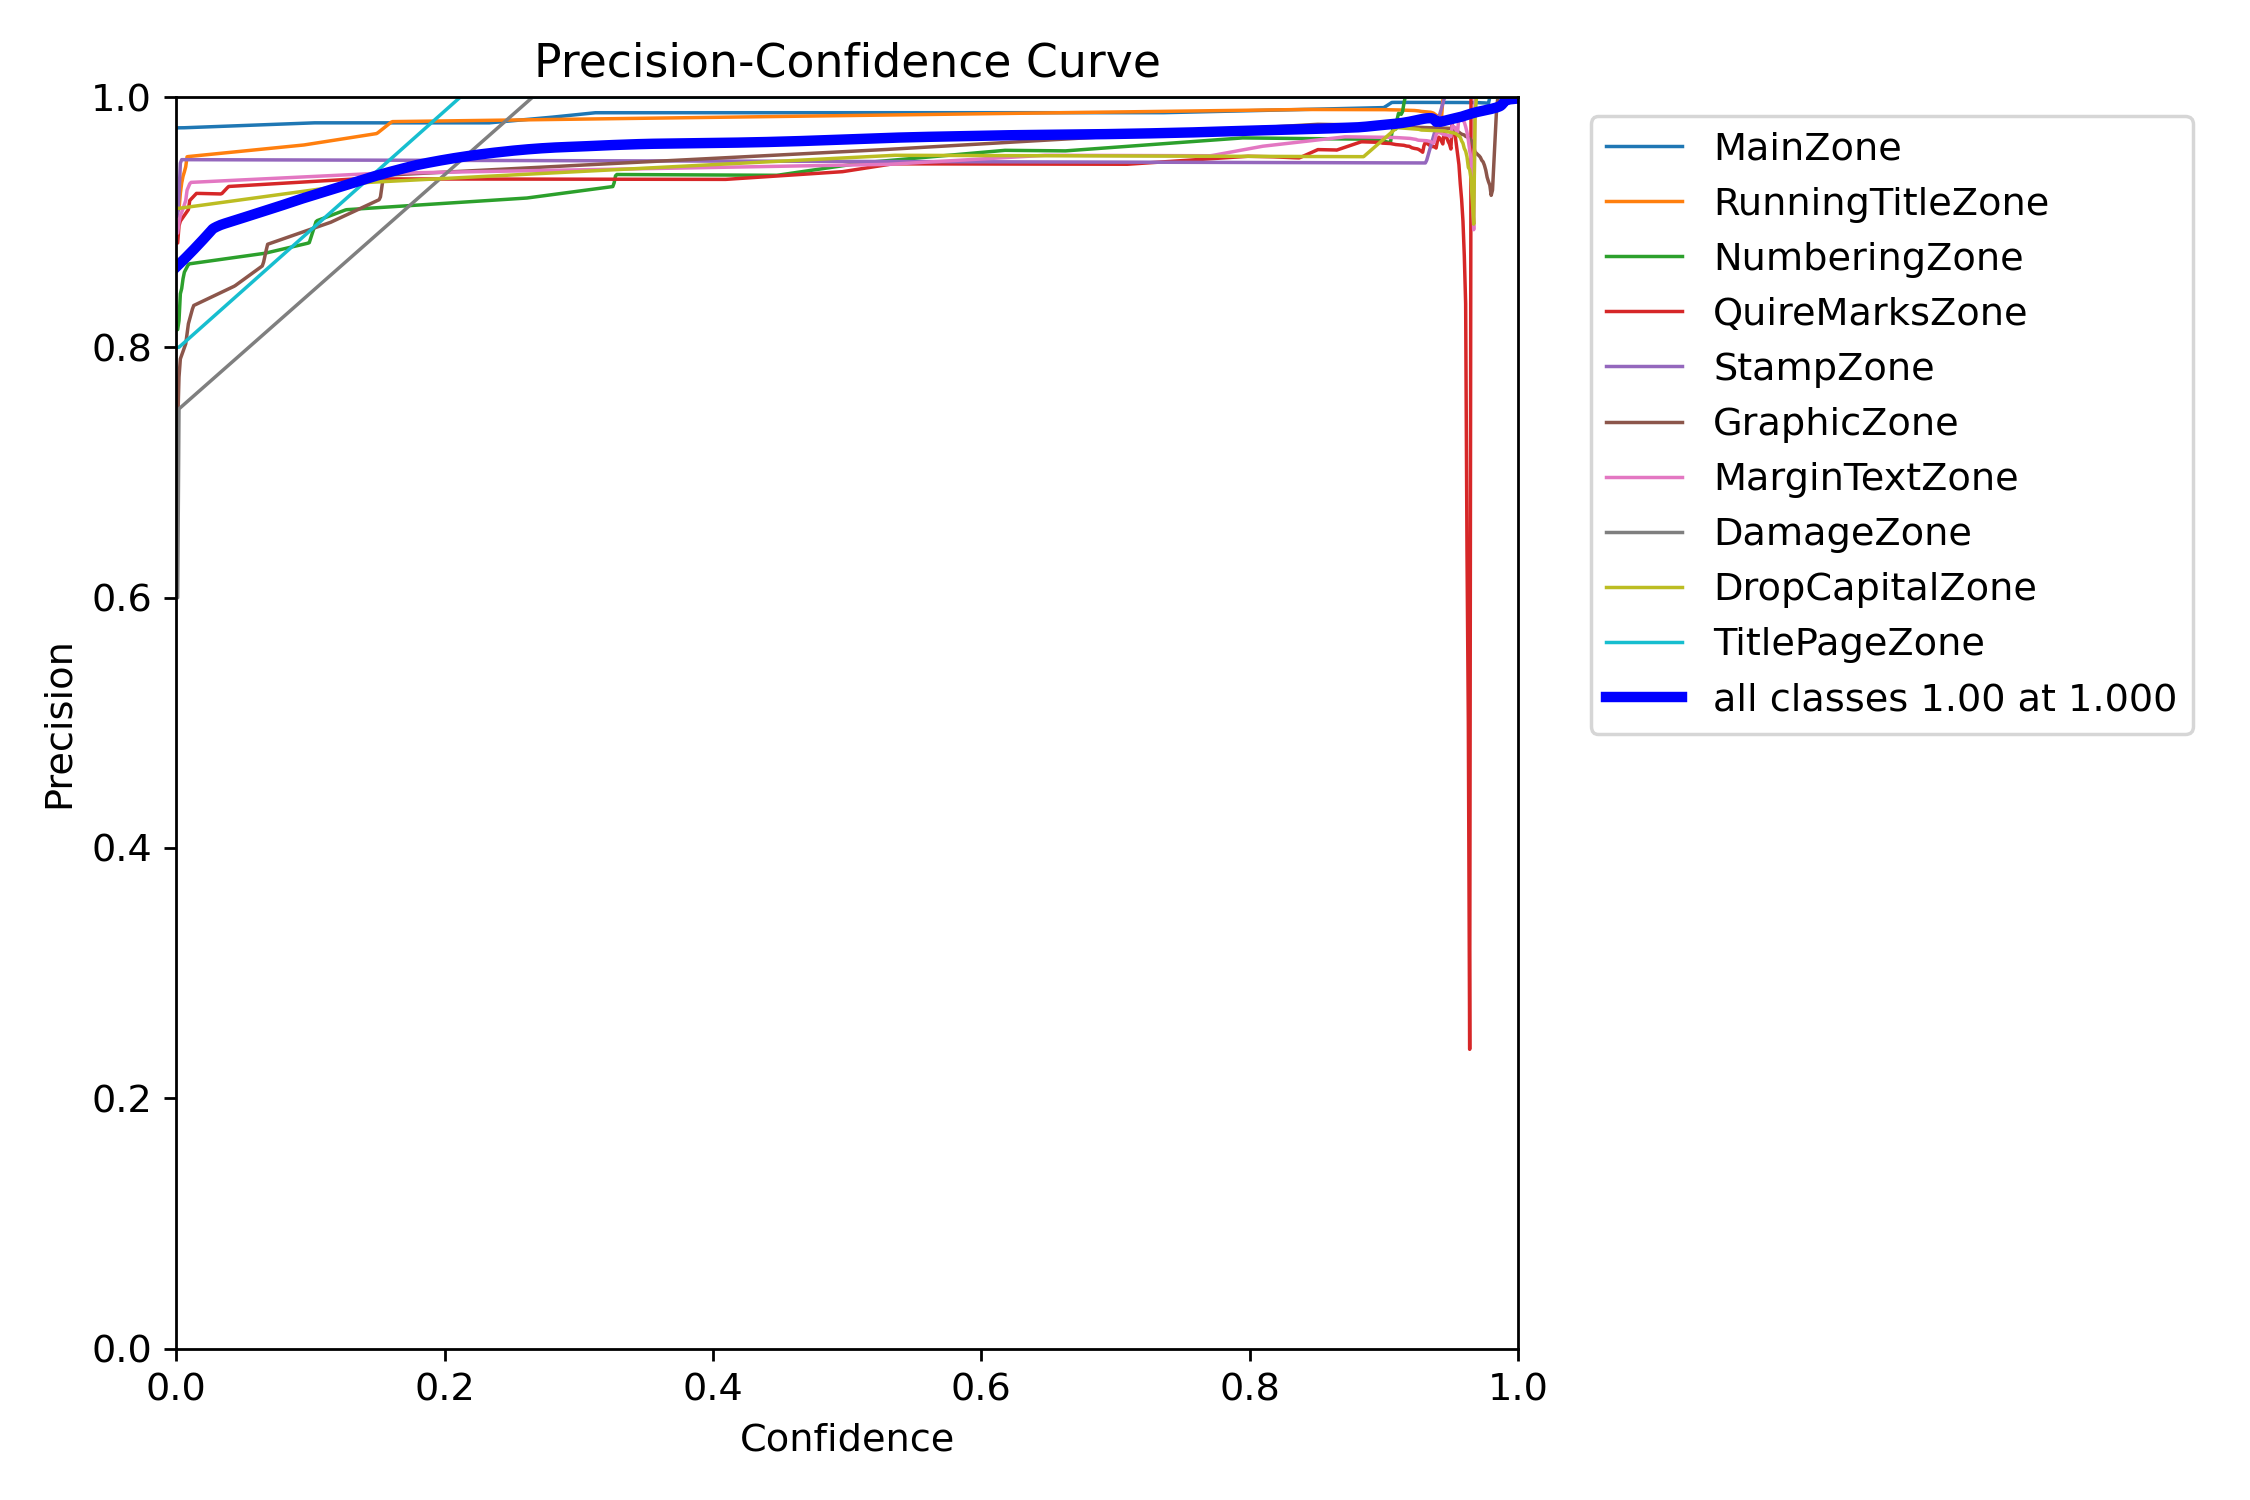 Precision-Confidence Curve
1.0
0.8
0.6
0.4
0.2
0.0
Precision
0.0 0.2 0.4 0.6 0.8 1.0
Confidence
MainZone
RunningTitleZone
NumberingZone
QuireMarksZone
StampZone
GraphicZone
MarginTextZone
DamageZone
DropCapitalZone
TitlePageZone
all classes 1.00 at 1.000